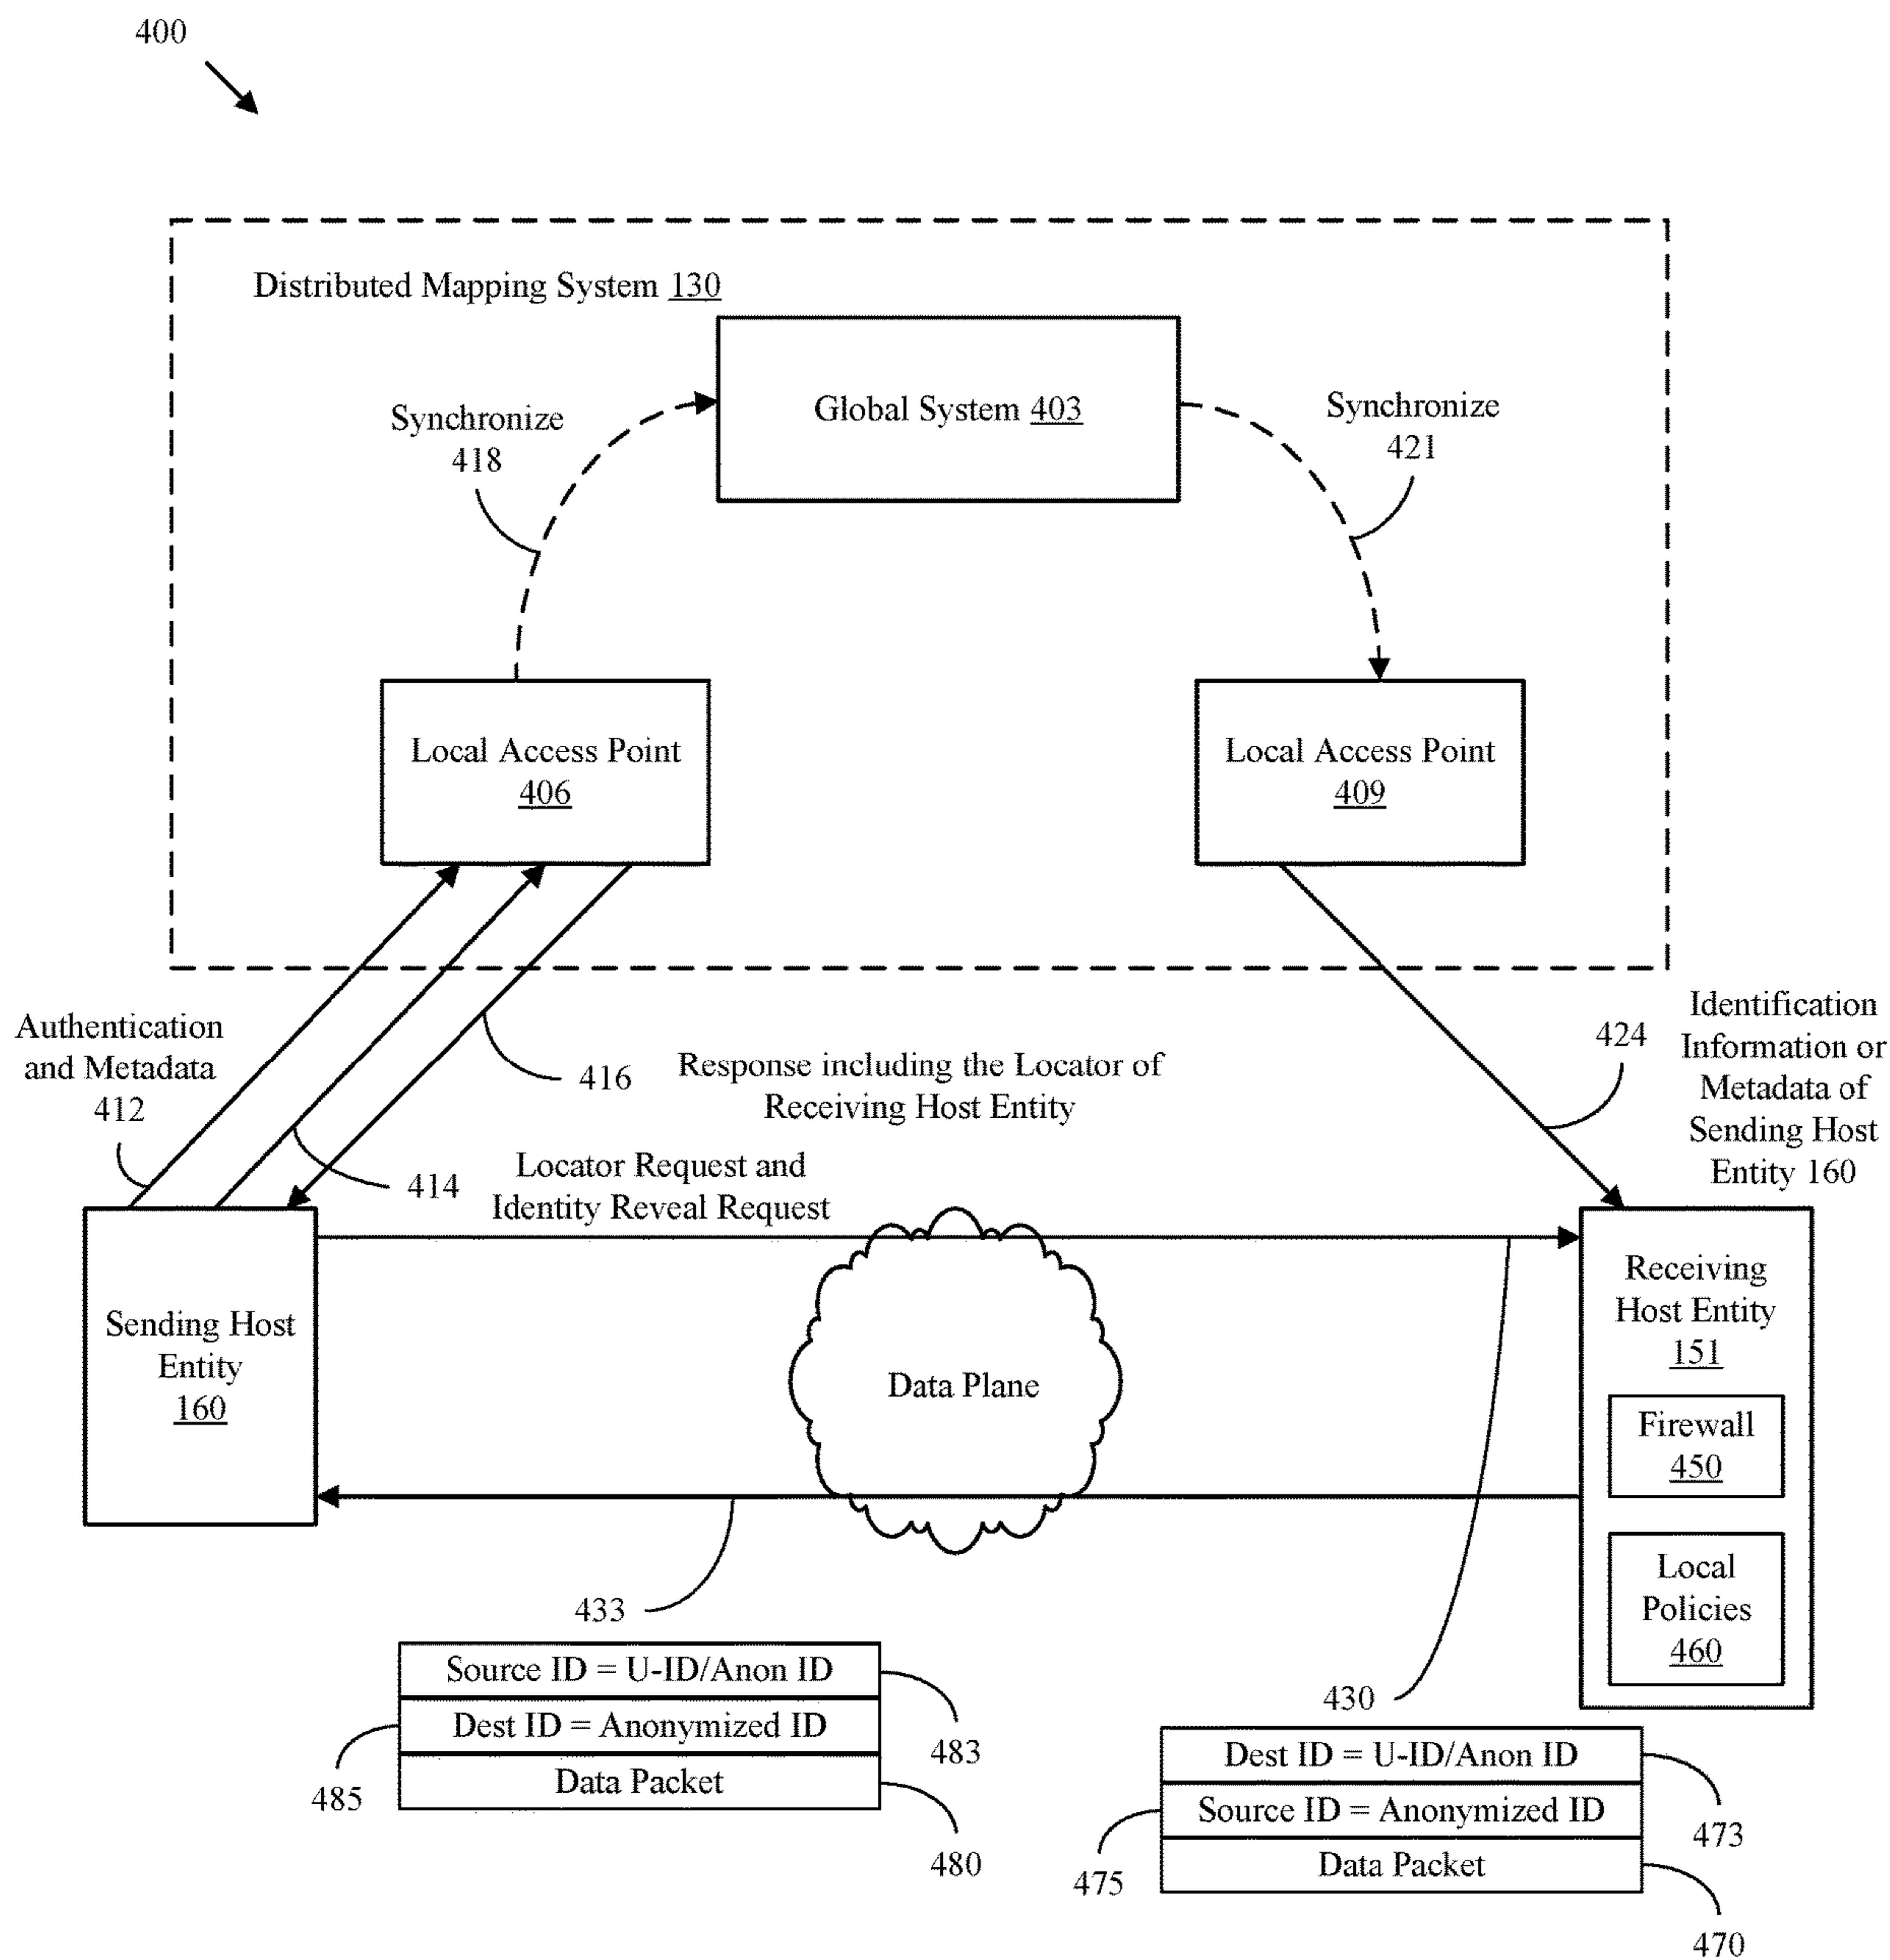 400
Distributed Mapping System 130
Global System 403
Synchronize
418
Synchronize
421
Local Access Point
406
Local Access Point
409
Authentication
and Metadada
412
416
Response including the Locator of
Receiving Host Entity
414
Locator Request and
Identity Reveal Request
424
Identification
Information or
Metadata of
Sending Host
Entity 160
Sending Host
Entity
160
Data Plane
Receiving
Host Entity
151
Firewall
450
Local
Policies
460
433
430
Source ID = U-ID/Anon ID
Dest ID = Anonymized ID
Data Packet
483
485
480
Dest ID = U-ID/Anon ID
Source ID = Anonymized ID
Data Packet
473
475
470